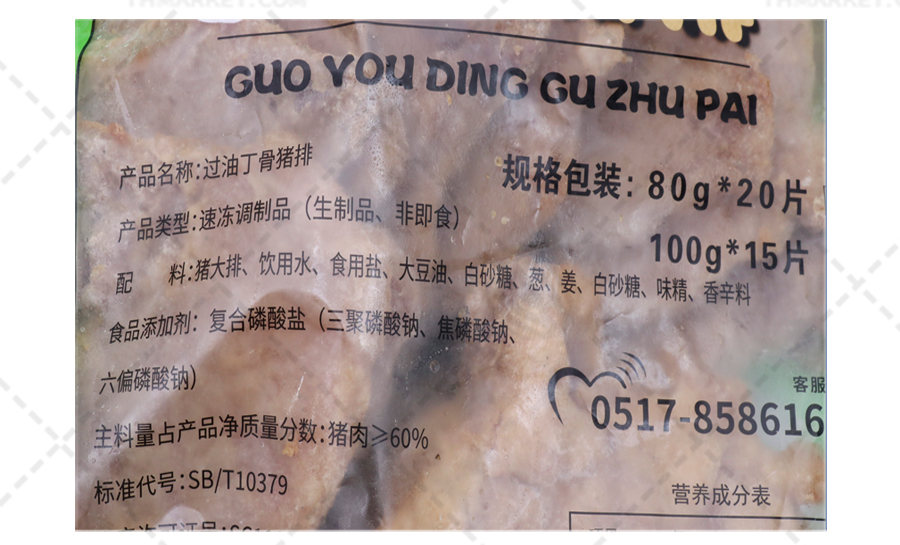 GUO YOU DING GU ZHU PAI
产品名称:过油丁骨猪排
规格包装: 80g*20片
100g*15片
产品类型:速冻调制品（生制品、非即食）
配 料:猪大排、饮用水、食用盐、大豆油、白砂糖、葱、姜、白砂糖、味精、香辛料
食品添加剂: 复合磷酸盐（三聚磷酸钠、焦磷酸钠、
六偏磷酸钠）
主料量占产品净质量分数:猪肉≥60%
标准代号:SB/T10379
客服
0517-858616
营养成分表